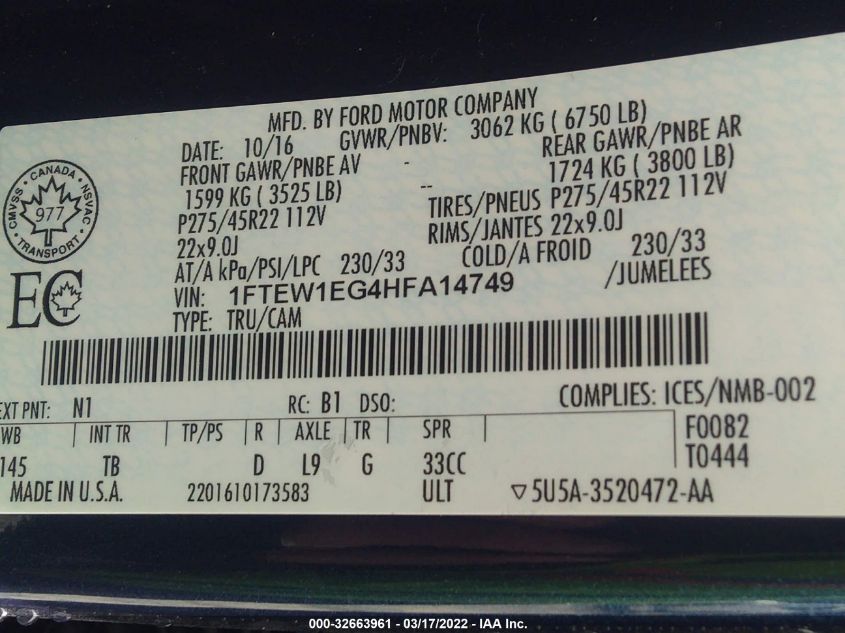 MFD. BY FORD MOTOR COMPANY
DATE: 10/16 GVWR/PNBV: 3062 KG ( 6750 LB)
FRONT GAWR/PNBE AV - REAR GAWR/PNBE AR
1599 KG ( 3525 LB) -- 1724 KG ( 3800 LB)
P275/45R22 112V TIRES/PNEUS P275/45R22 112V
22x9.0J RIMS/JANTES 22x9.0J
AT/A kPa/PSI/LPC 230/33 COLD/A FROID 230/33
VIN: 1FTEW1EG4HFA14749 /JUMELEES
TYPE: TRU/CAM
CMVSS CANADA NSVAC
977
TRANSPORT
EC
EXT PNT: N1 RC: B1 DSO: COMPLIES: ICES/NMB-002
WB INT TR TP/PS R AXLE TR SPR F0082
145 TB D L9 G 33CC T0444
MADE IN U.S.A. 2201610173583 ULT ▽5U5A-3520472-AA
000-32663961 - 03/17/2022 - IAA Inc.